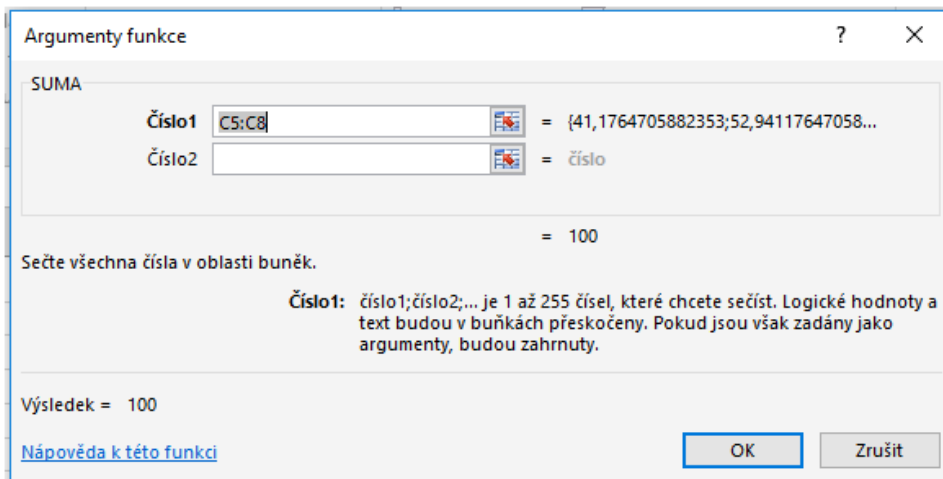 Argumenty funkce ? ×
SUMA
Číslo1 C5:C8 = {41,1764705882353;52,94117647058...
Číslo2 = číslo
= 100
Sečte všechna čísla v oblasti buněk.
Číslo1: číslo1;číslo2;... je 1 až 255 čísel, které chcete sečíst. Logické hodnoty a
text budou v buňkách přeskočeny. Pokud jsou však zadány jako
argumenty, budou zahrnuty.
Výsledek = 100
Nápověda k této funkci OK Zrušit